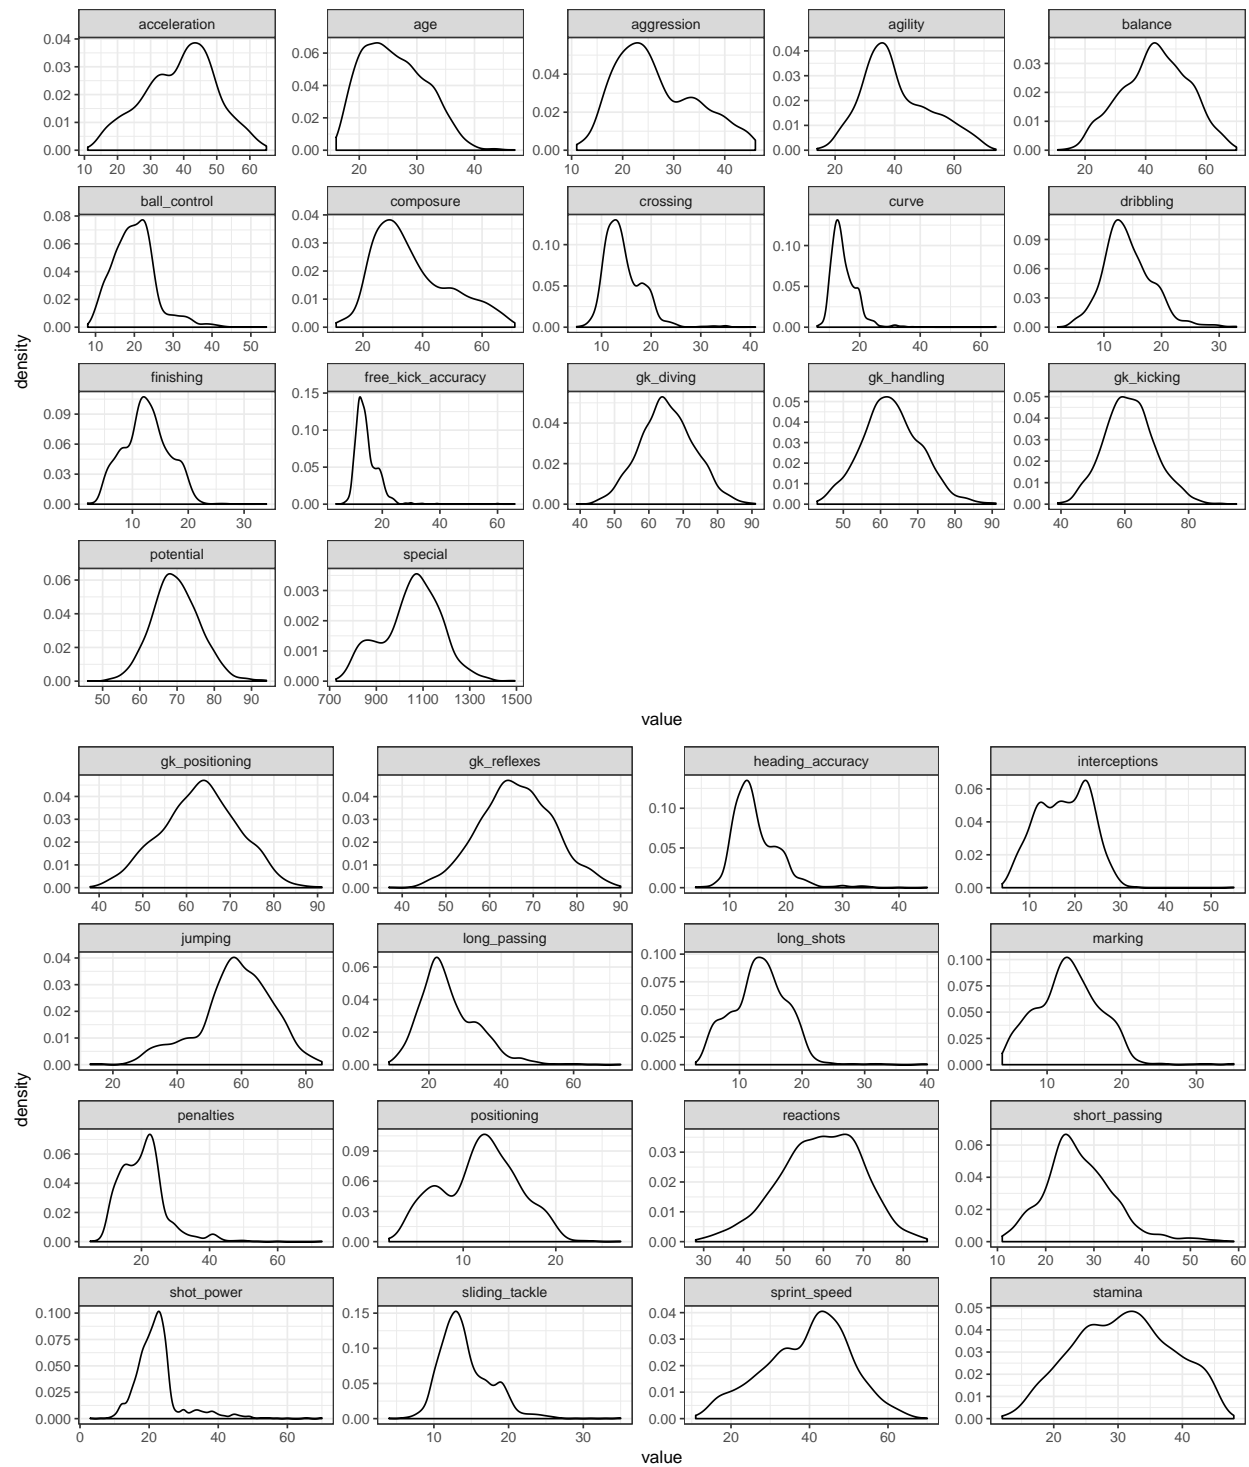 acceleration age aggression agility balance
0.00 0.01 0.02 0.03 0.04
10 20 30 40 50 60
0.00 0.02 0.04 0.06
20 30 40
0.00 0.02 0.04
10 20 30 40
0.00 0.01 0.02 0.03 0.04
20 40 60
0.00 0.01 0.02 0.03
20 40 60
ball_control composure crossing curve dribbling
0.00 0.02 0.04 0.06 0.08
10 20 30 40 50
0.00 0.01 0.02 0.03 0.04
20 40 60
0.00 0.05 0.10
10 20 30 40
0.00 0.05 0.10
20 40 60
0.00 0.03 0.06 0.09
10 20 30
density
finishing free_kick_accuracy gk_diving gk_handling gk_kicking
0.00 0.03 0.06 0.09
10 20 30
0.00 0.05 0.10 0.15
20 40 60
0.00 0.02 0.04
40 50 60 70 80 90
0.00 0.01 0.02 0.03 0.04 0.05
50 60 70 80 90
0.00 0.01 0.02 0.03 0.04 0.05
40 60 80
potential special
0.00 0.02 0.04 0.06
50 60 70 80 90
0.000 0.001 0.002 0.003
700 900 1100 1300 1500
value
gk_positioning gk_reflexes heading_accuracy interceptions
0.00 0.01 0.02 0.03 0.04
40 50 60 70 80 90
0.00 0.01 0.02 0.03 0.04
40 50 60 70 80 90
0.00 0.05 0.10
10 20 30 40
0.00 0.02 0.04 0.06
10 20 30 40 50
jumping long_passing long_shots marking
0.00 0.01 0.02 0.03 0.04
20 40 60 80
0.00 0.02 0.04 0.06
20 40 60
0.000 0.025 0.050 0.075 0.100
10 20 30 40
0.000 0.025 0.050 0.075 0.100
10 20 30
density
penalties positioning reactions short_passing
0.00 0.02 0.04 0.06
20 40 60
0.00 0.03 0.06 0.09
10 20
0.00 0.01 0.02 0.03
30 40 50 60 70 80
0.00 0.02 0.04 0.06
10 20 30 40 50 60
shot_power sliding_tackle sprint_speed stamina
0.000 0.025 0.050 0.075 0.100
0 20 40 60
0.00 0.05 0.10 0.15
10 20 30
0.00 0.01 0.02 0.03 0.04
20 40 60
0.00 0.01 0.02 0.03 0.04 0.05
20 30 40
value